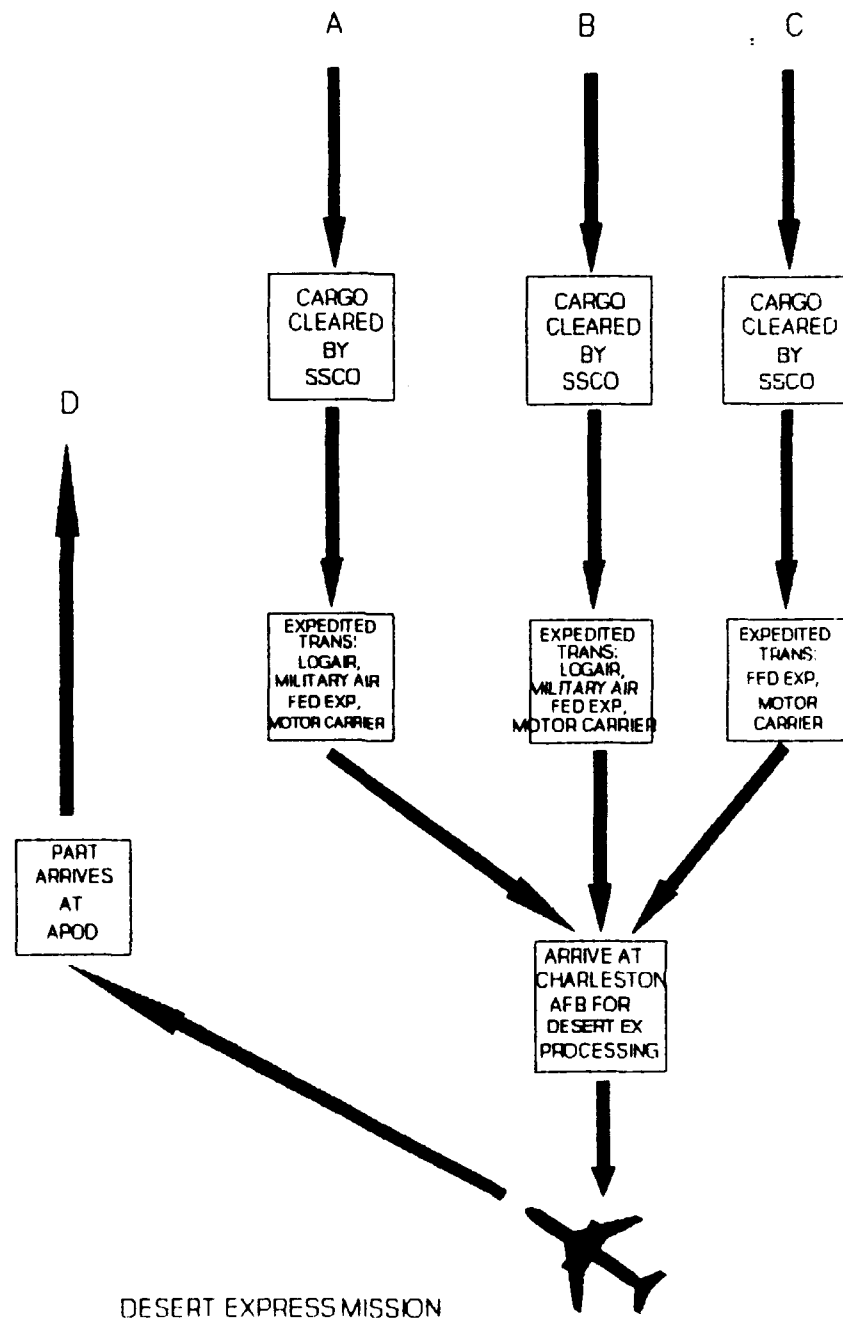 A
B
C
CARGO
CLEARED
BY
SSCO
CARGO
CLEARED
BY
SSCO
CARGO
CLEARED
BY
SSCO
D
EXPEDITED
TRANS:
LOGAIR,
MILITARY AIR
FED EXP,
MOTOR CARRIER
EXPEDITED
TRANS:
LOGAIR,
MILITARY AIR
FED EXP,
MOTOR CARRIER
EXPEDITED
TRANS:
FED EXP,
MOTOR
CARRIER
PART
ARRIVES
AT
APOD
ARRIVE AT
CHARLESTON
AFB FOR
DESERT EX
PROCESSING
DESERT EXPRESS MISSION